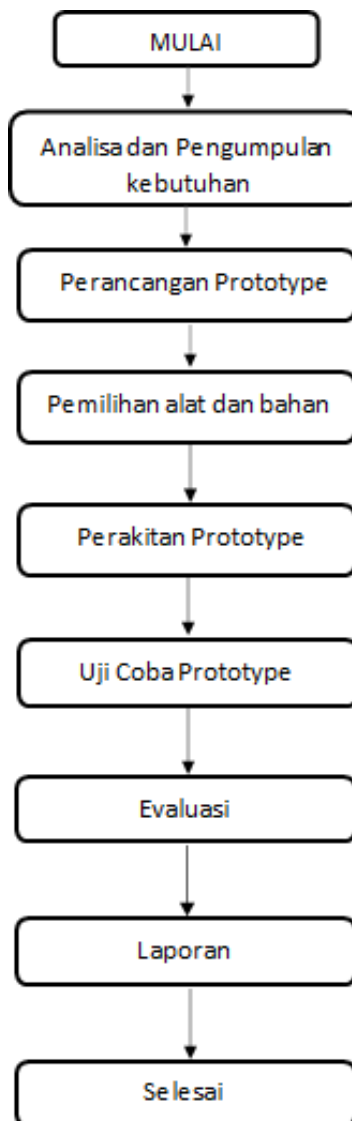 MULAI
Analisa dan Pengumpulan
kebutuhan
Perancangan Prototype
Pemilihan alat dan bahan
Perakitan Prototype
Uji Coba Prototype
Evaluasi
Laporan
Selesai